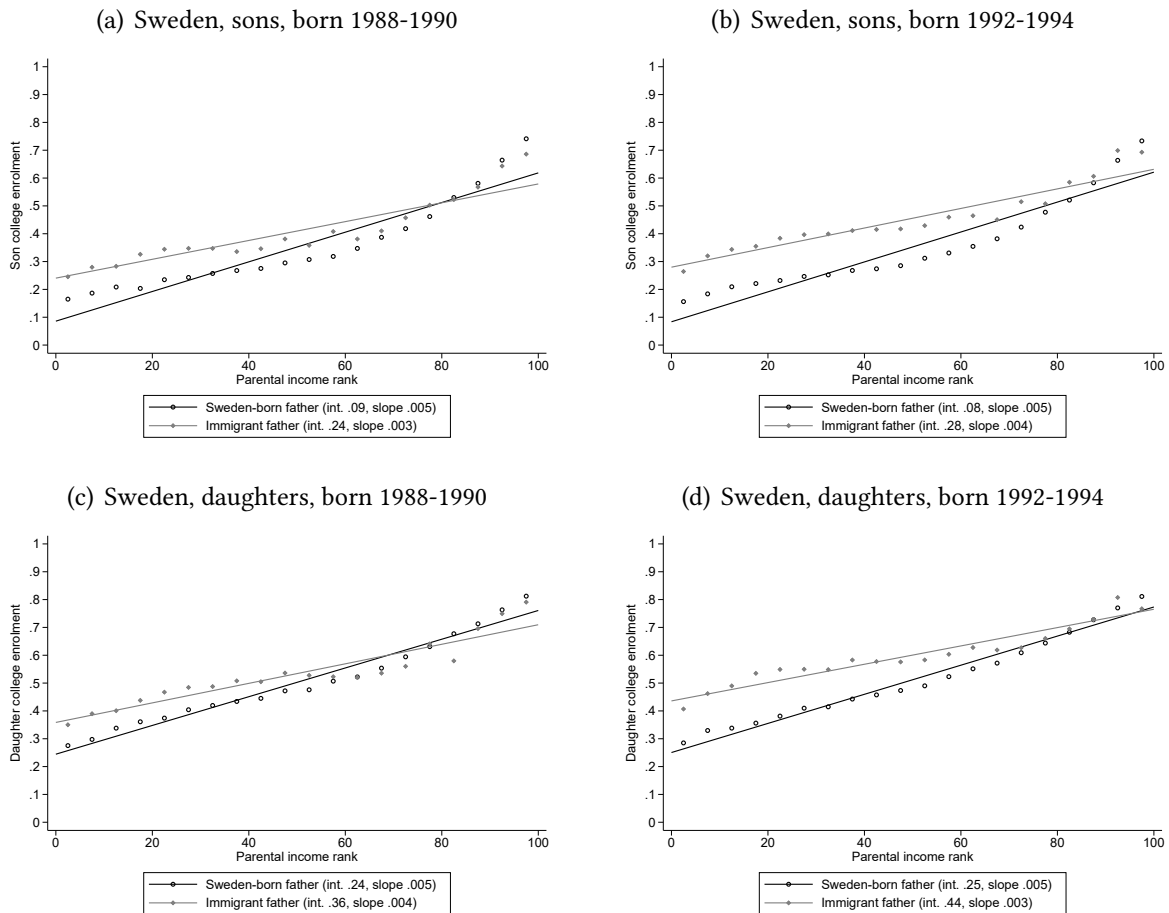 (a) Sweden, sons, born 1988-1990
1
.9
.8
.7
.6
.5
.4
.3
.2
.1
0
Son college enrolment
0 20 40 60 80 100
Parental income rank
Sweden-born father (int. .09, slope .005)
Immigrant father (int. .24, slope .003)
(b) Sweden, sons, born 1992-1994
1
.9
.8
.7
.6
.5
.4
.3
.2
.1
0
Son college enrolment
0 20 40 60 80 100
Parental income rank
Sweden-born father (int. .08, slope .005)
Immigrant father (int. .28, slope .004)
(c) Sweden, daughters, born 1988-1990
1
.9
.8
.7
.6
.5
.4
.3
.2
.1
0
Daughter college enrolment
0 20 40 60 80 100
Parental income rank
Sweden-born father (int. .24, slope .005)
Immigrant father (int. .36, slope .004)
(d) Sweden, daughters, born 1992-1994
1
.9
.8
.7
.6
.5
.4
.3
.2
.1
0
Daughter college enrolment
0 20 40 60 80 100
Parental income rank
Sweden-born father (int. .25, slope .005)
Immigrant father (int. .44, slope .003)